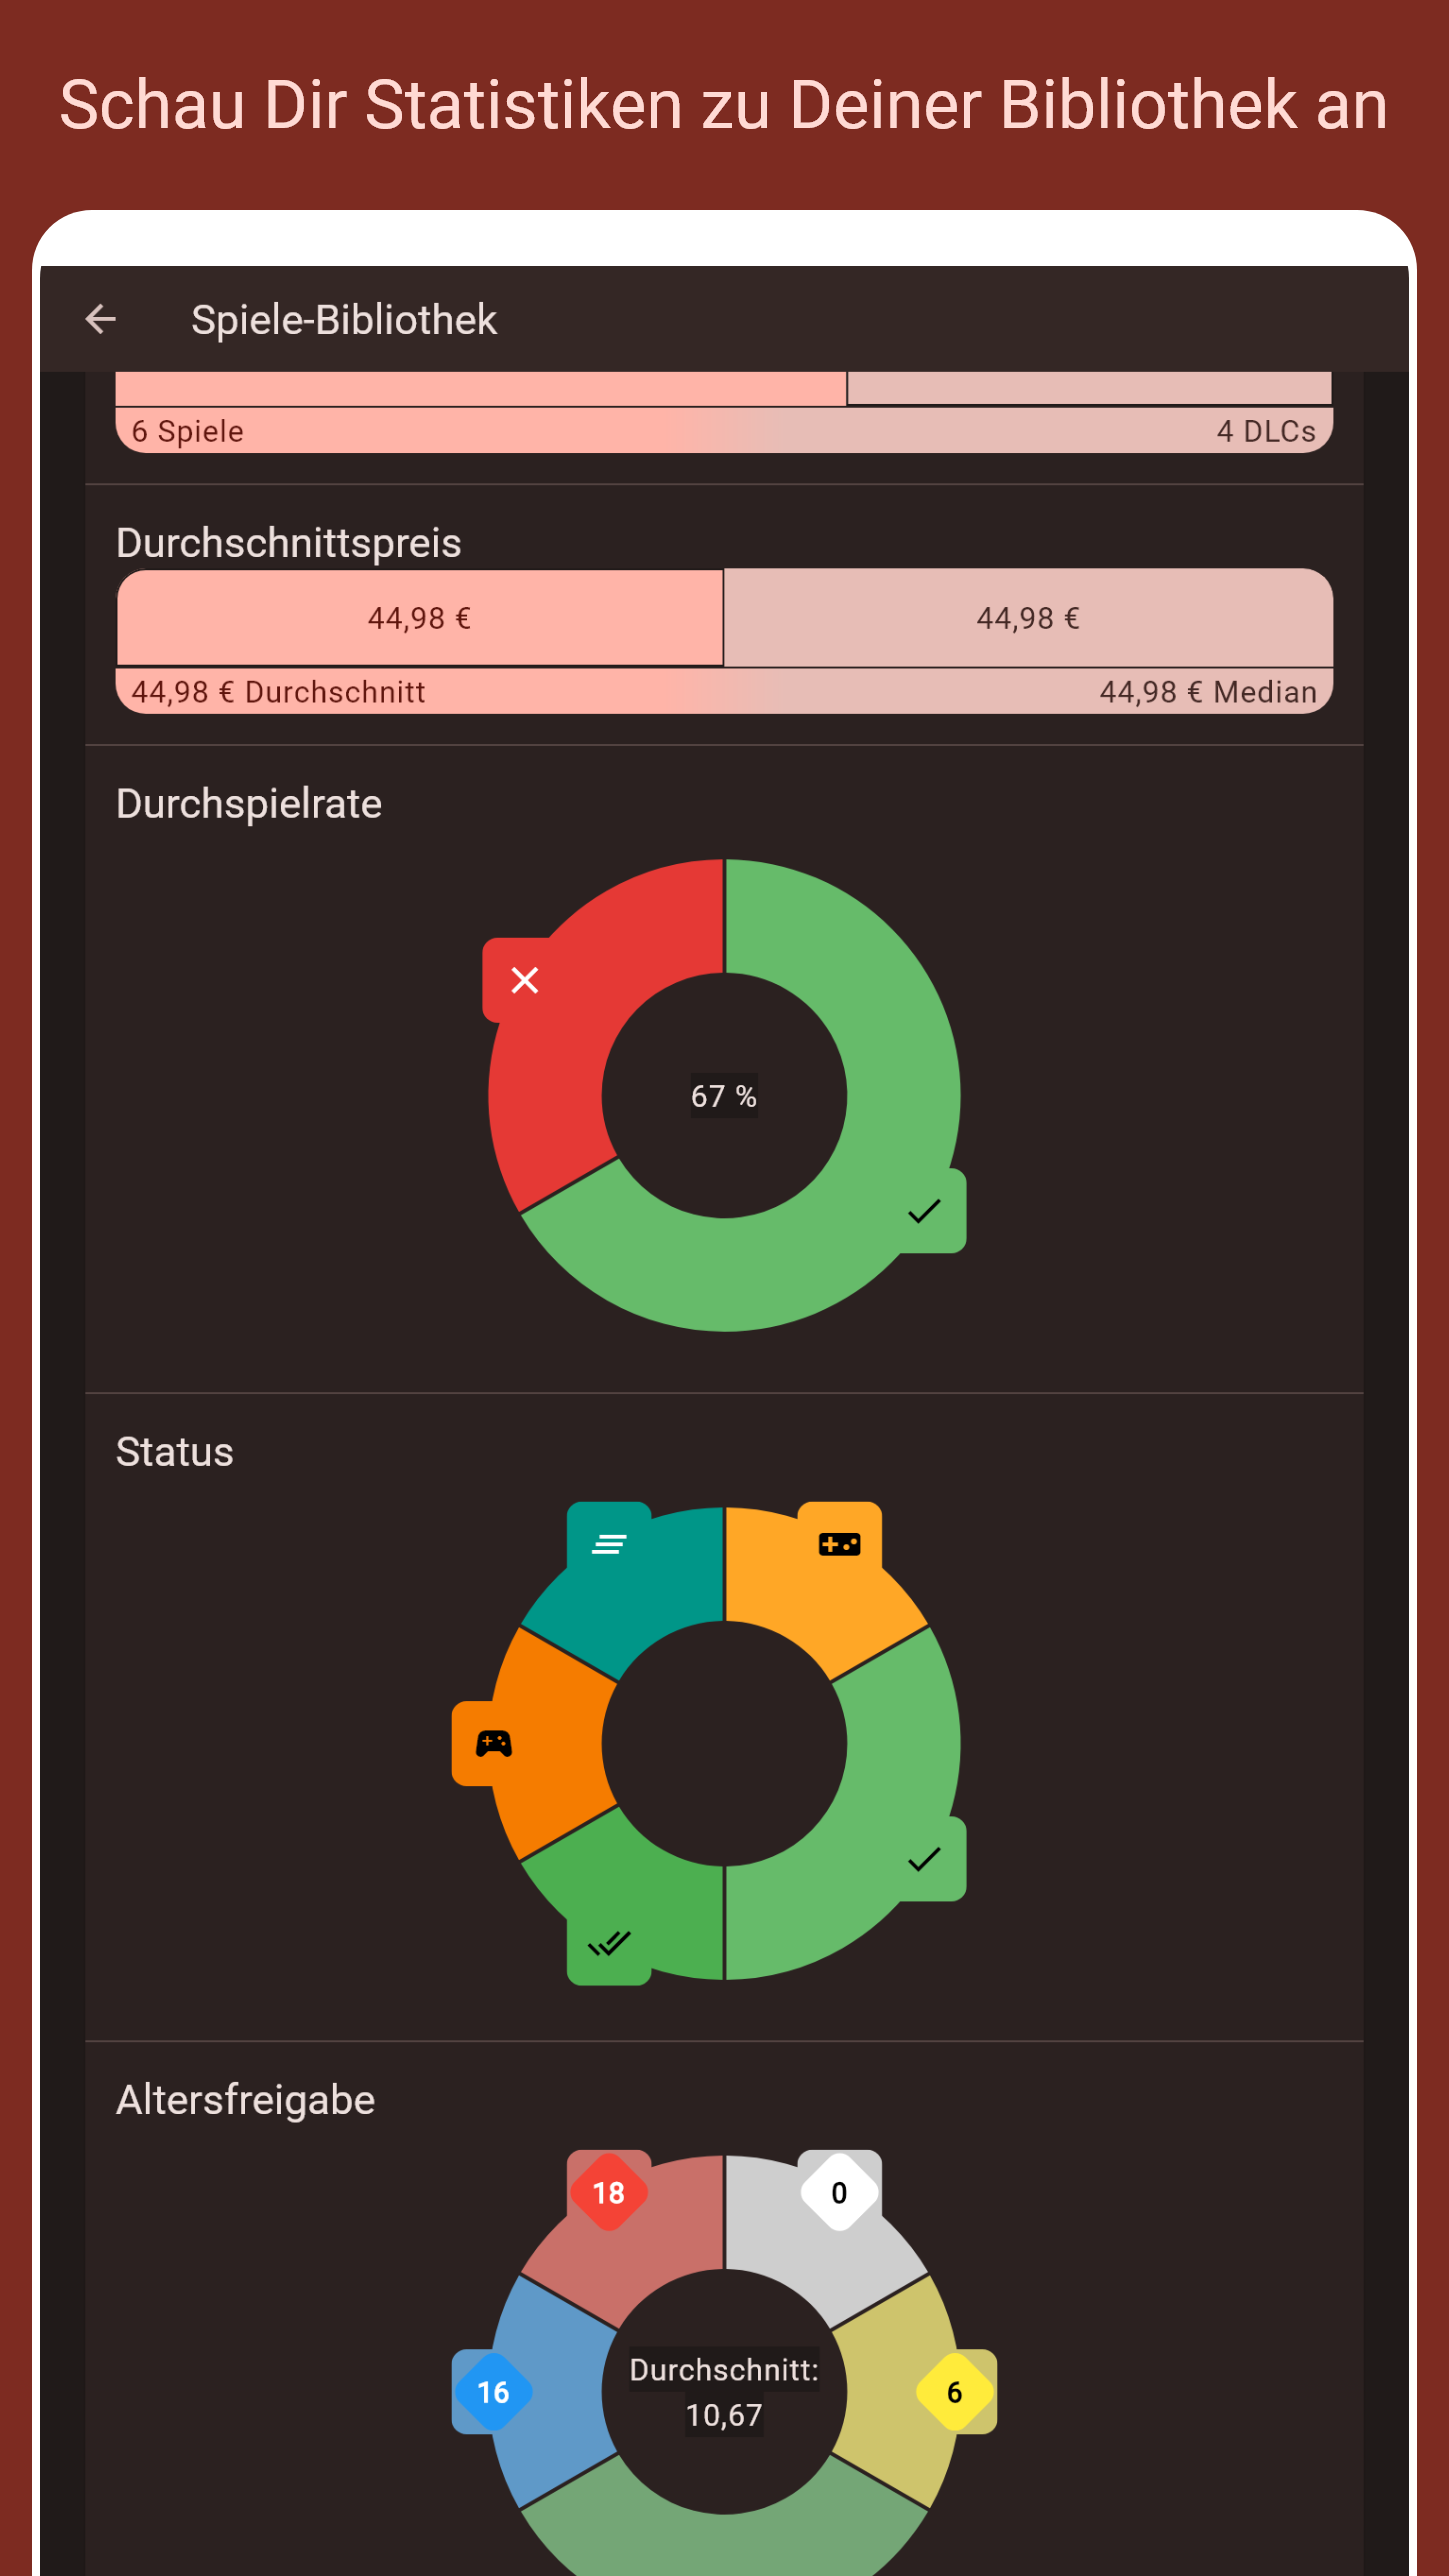 Schau Dir Statistiken zu Deiner Bibliothek an
Spiele-Bibliothek
6 Spiele
4 DLCs
Durchschnittspreis
44,98 €
44,98 €
44,98 € Durchschnitt
44,98 € Median
Durchspielrate
67 %
Status
Altersfreigabe
18
0
16
6
Durchschnitt:
10,67